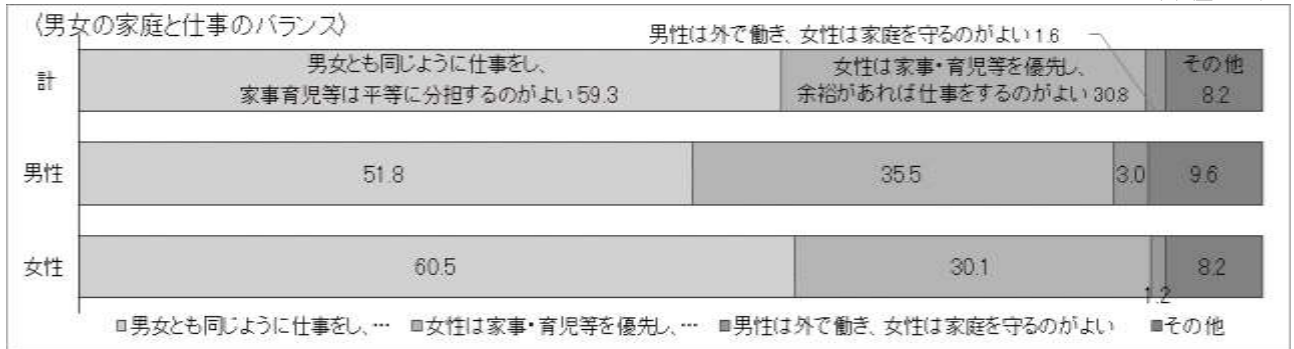 〈男女の家庭と仕事のバランス〉
男性は外で働き、女性は家庭を守るのがよい 1.6
計
男女とも同じように仕事をし、
家事育児等は平等に分担するのがよい 59.3
女性は家事・育児等を優先し、
余裕があれば仕事をするのがよい 30.8
その他
8.2
男性
51.8
35.5
3.0
9.6
女性
60.5
30.1
1.2
8.2
男女とも同じように仕事をし、…
女性は家事・育児等を優先し、…
男性は外で働き、女性は家庭を守るのがよい
その他